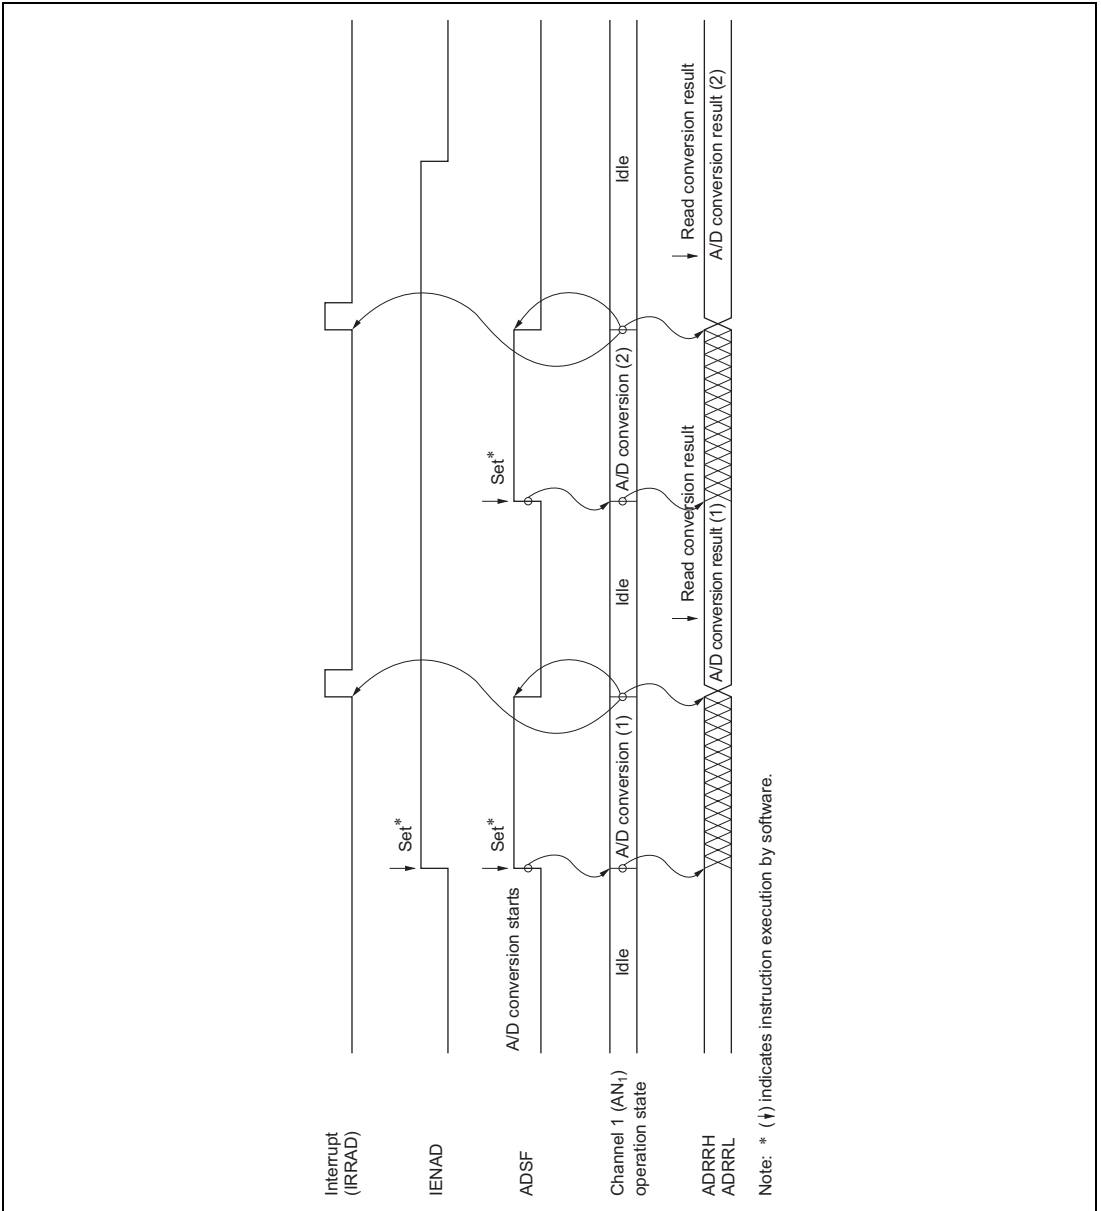 Interrupt
(IRRAD)
IENAD
Set*
ADSF
A/D conversion starts
Set*
Set*
Channel 1 (AN1)
operation state
Idle
A/D conversion (1)
Idle
A/D conversion (2)
Idle
Read conversion result
Read conversion result
ADRRH
ADRRL
A/D conversion result (1)
A/D conversion result (2)
Note: * (↓) indicates instruction execution by software.